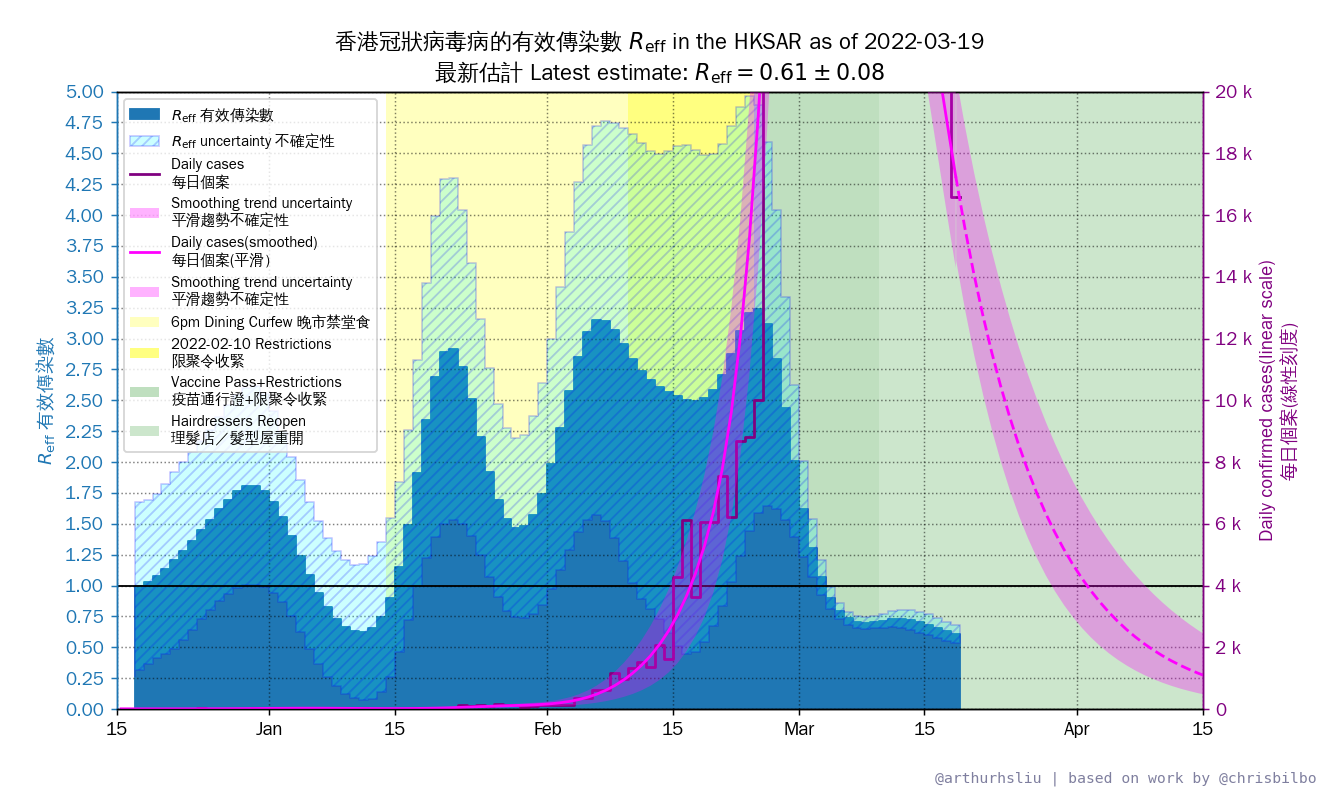 香港冠狀病毒病的有效傳染數 Reff in the HKSAR as of 2022-03-19
最新估計 Latest estimate: Reff = 0.61 ± 0.08
Reff 有效傳染數
Reff uncertainty 不確定性
Daily cases
每日個案
Smoothing trend uncertainty
平滑趨勢不確定性
Daily cases(smoothed)
每日個案(平滑)
Smoothing trend uncertainty
平滑趨勢不確定性
6pm Dining Curfew 晚市禁堂食
2022-02-10 Restrictions
限聚令收緊
Vaccine Pass+Restrictions
疫苗通行證+限聚令收緊
Hairdressers Reopen
理髮店／髮型屋重開
5.00
4.75
4.50
4.25
4.00
3.75
3.50
3.25
3.00
2.75
2.50
2.25
2.00
1.75
1.50
1.25
1.00
0.75
0.50
0.25
0.00
Reff 有效傳染數
20 k
18 k
16 k
14 k
12 k
10 k
8 k
6 k
4 k
2 k
0
Daily confirmed cases(linear scale)
每日個案(線性刻度)
15
Jan
15
Feb
15
Mar
15
Apr
15
@arthurhsliu | based on work by @chrisbilbo